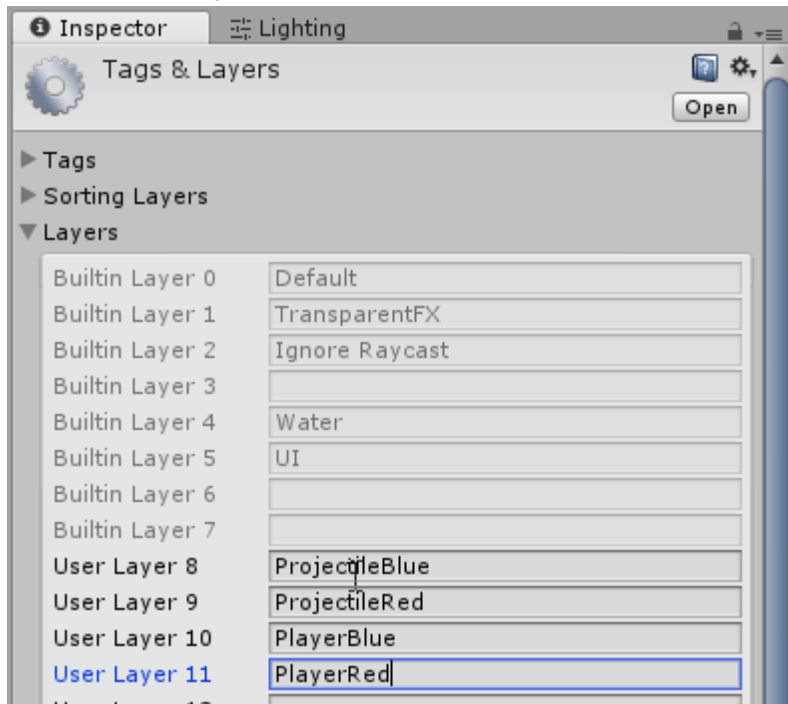 Inspector Lighting
Tags & Layers
Open
Tags
Sorting Layers
Layers
Builtin Layer 0 Default
Builtin Layer 1 TransparentFX
Builtin Layer 2 Ignore Raycast
Builtin Layer 3
Builtin Layer 4 Water
Builtin Layer 5 UI
Builtin Layer 6
Builtin Layer 7
User Layer 8 ProjectileBlue
User Layer 9 ProjectileRed
User Layer 10 PlayerBlue
User Layer 11 PlayerRed